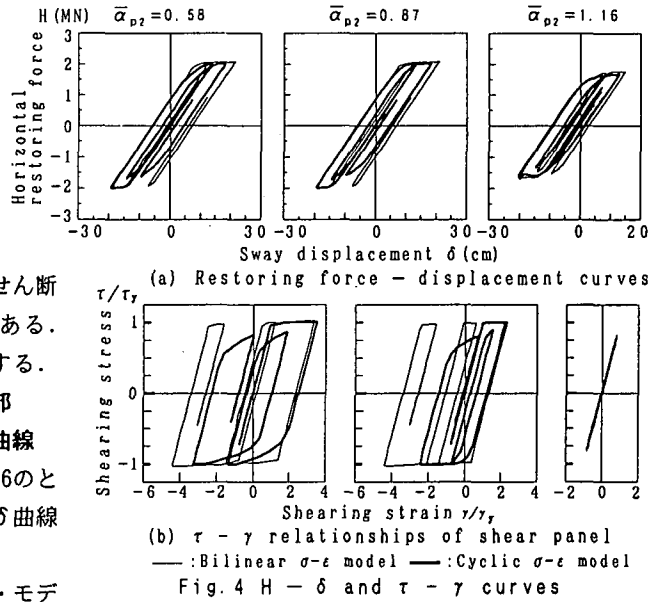 H (MN) ᾱp2=0.58 ᾱp2=0.87 ᾱp2=1.16
Horizontal restoring force
3
2
1
0
-1
-2
-3
-30 0 30 -30 0 30 -30 0 20
Sway displacement δ(cm)
(a) Restoring force − displacement curves
τ/τy
Shearing stress
1
0
-1
-6 -4 -2 0 2 4 -6 -4 -2 0 2 4 -2 0 2
Shearing strain γ/γy
(b) τ - γ relationships of shear panel
── :Bilinear σ-ε model ━━ :Cyclic σ-ε model
Fig.4 H − δ and τ − γ curves
せん断
ある.
する.
部
曲線
6のと
δ曲線
・モデ